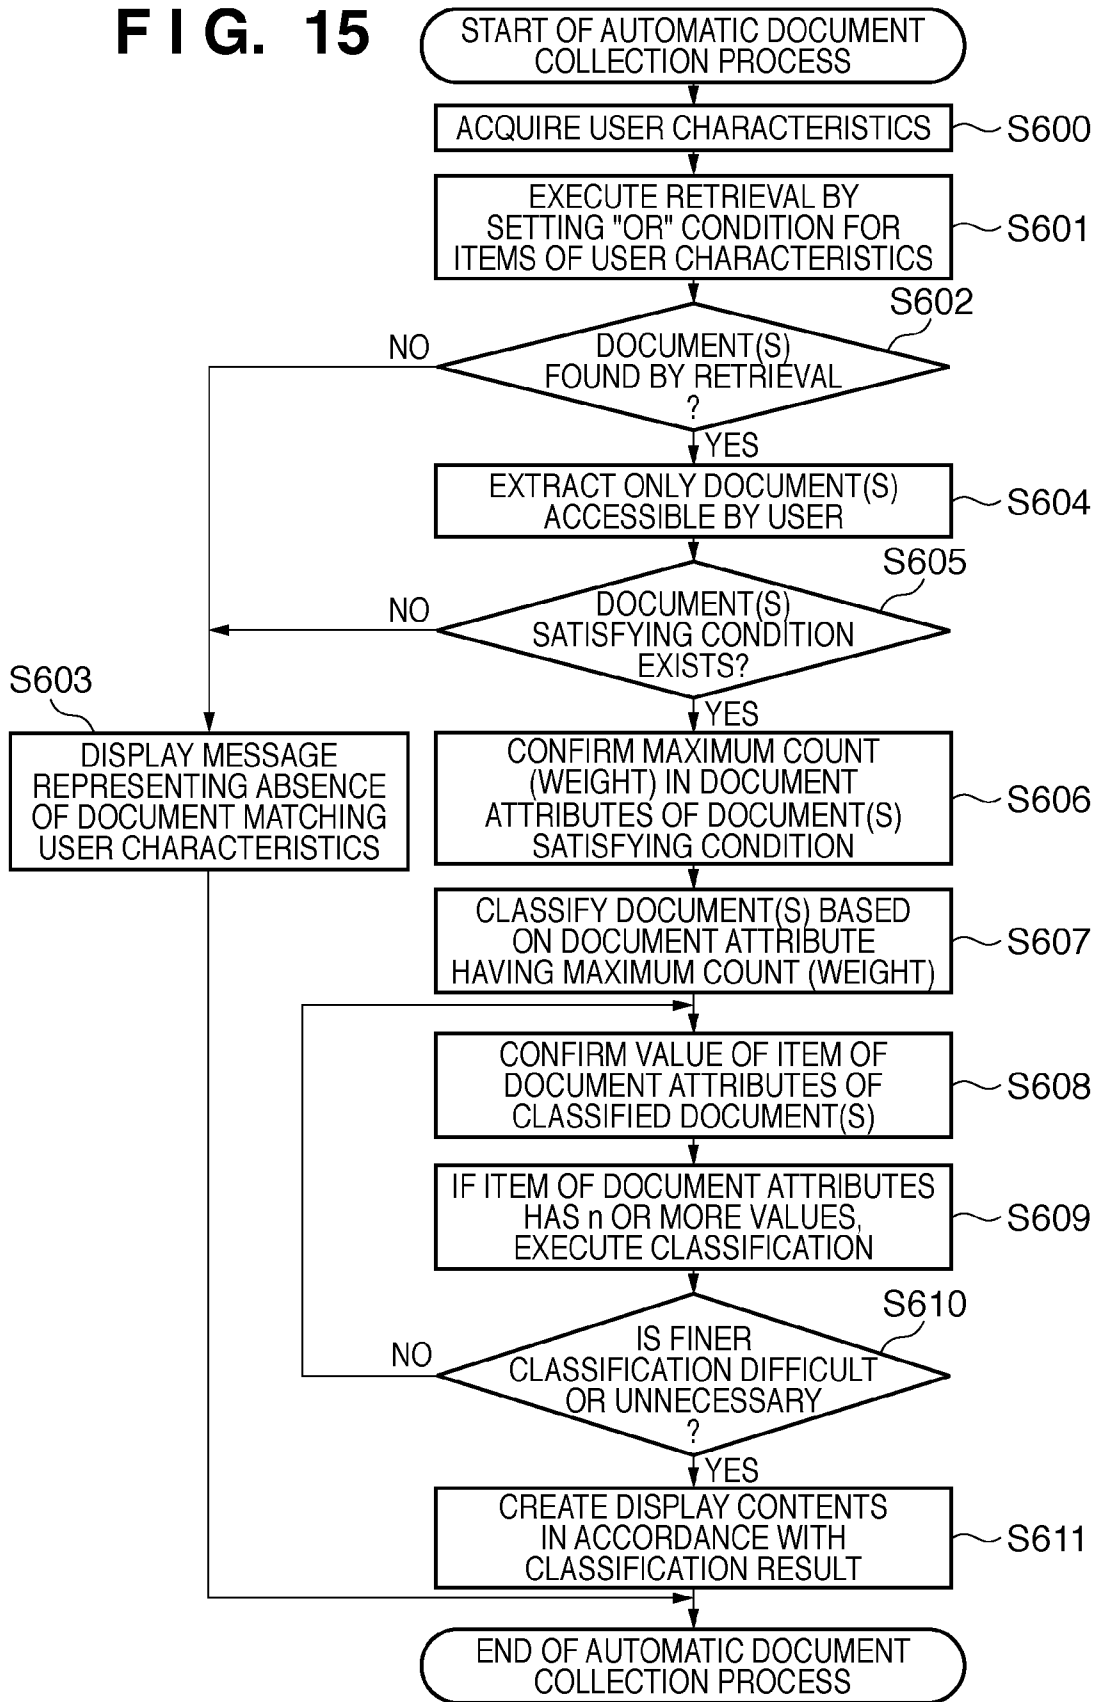 FIG. 15
START OF AUTOMATIC DOCUMENT
COLLECTION PROCESS
ACQUIRE USER CHARACTERISTICS
S600
EXECUTE RETRIEVAL BY
SETTING "OR" CONDITION FOR
ITEMS OF USER CHARACTERISTICS
S601
S602
NO
DOCUMENT(S)
FOUND BY RETRIEVAL
?
YES
EXTRACT ONLY DOCUMENT(S)
ACCESSIBLE BY USER
S604
S605
NO
DOCUMENT(S)
SATISFYING CONDITION
EXISTS?
YES
S603
DISPLAY MESSAGE
REPRESENTING ABSENCE
OF DOCUMENT MATCHING
USER CHARACTERISTICS
CONFIRM MAXIMUM COUNT
(WEIGHT) IN DOCUMENT
ATTRIBUTES OF DOCUMENT(S)
SATISFYING CONDITION
S606
CLASSIFY DOCUMENT(S) BASED
ON DOCUMENT ATTRIBUTE
HAVING MAXIMUM COUNT (WEIGHT)
S607
CONFIRM VALUE OF ITEM OF
DOCUMENT ATTRIBUTES OF
CLASSIFIED DOCUMENT(S)
S608
IF ITEM OF DOCUMENT ATTRIBUTES
HAS n OR MORE VALUES,
EXECUTE CLASSIFICATION
S609
S610
NO
IS FINER
CLASSIFICATION DIFFICULT
OR UNNECESSARY
?
YES
CREATE DISPLAY CONTENTS
IN ACCORDANCE WITH
CLASSIFICATION RESULT
S611
END OF AUTOMATIC DOCUMENT
COLLECTION PROCESS